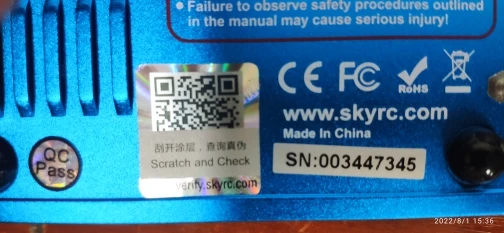 • Failure to observe safety procedures outlined
in the manual may cause serious injury!
CE FC RoHS
www.skyrc.com
Made In China
SN:003447345
刮开涂层，查询真伪
Scratch and Check
verify.skyrc.com
QC
Pass
2022/8/1 15:36